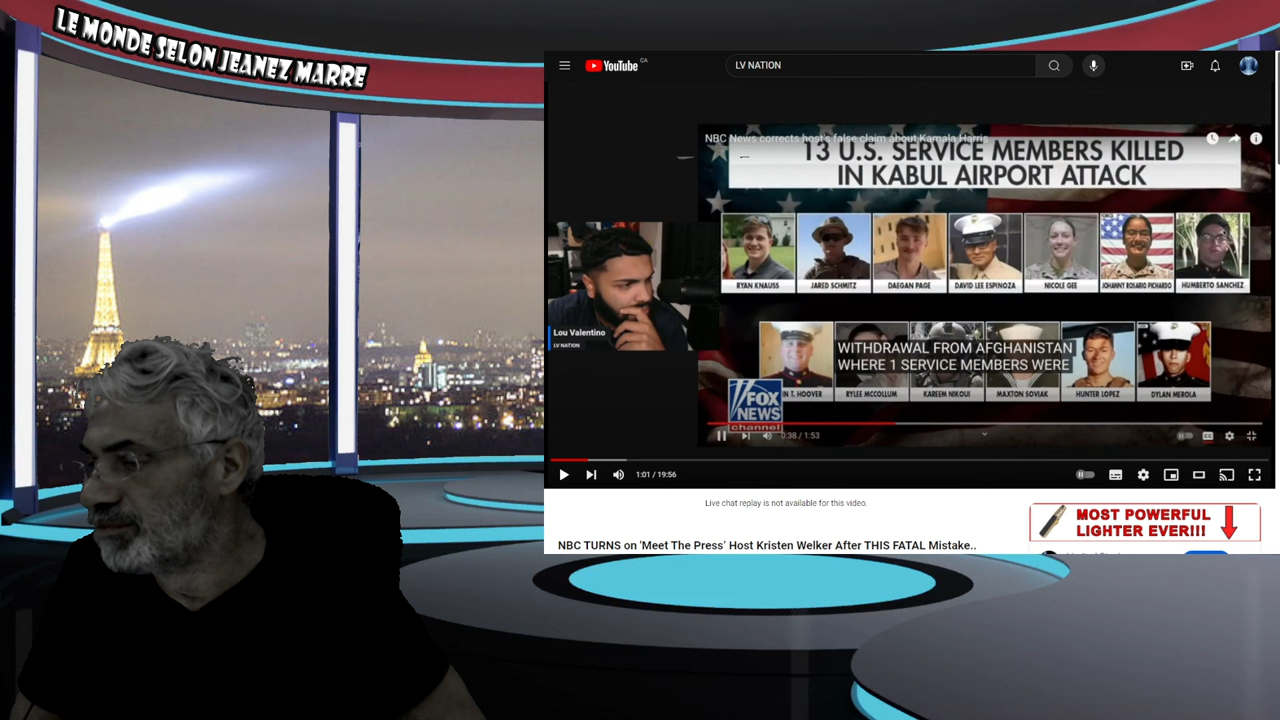 LE MONDE SELON JEANEZ MARRE
YouTube CA
LV NATION
NBC News corrects host's false claim about Kamala Harris
13 U.S. SERVICE MEMBERS KILLED
IN KABUL AIRPORT ATTACK
RYAN KNAUSS
JARED SCHMITZ
DAEGAN PAGE
DAVID LEE ESPINOZA
NICOLE GEE
JOHANNY ROSARIO PICHARDO
HUMBERTO SANCHEZ
Lou Valentino
LV NATION
WITHDRAWAL FROM AFGHANISTAN
WHERE 1 SERVICE MEMBERS WERE
N T. HOOVER
RYLEE MCCOLLUM
KAREEM NIKOUI
MAXTON SOVIAK
HUNTER LOPEZ
DYLAN MEROLA
FOX
NEWS
channel
0:38 / 1:53
CC
1:01 / 19:56
Live chat replay is not available for this video.
MOST POWERFUL
LIGHTER EVER!!!
NBC TURNS on 'Meet The Press' Host Kristen Welker After THIS FATAL Mistake..